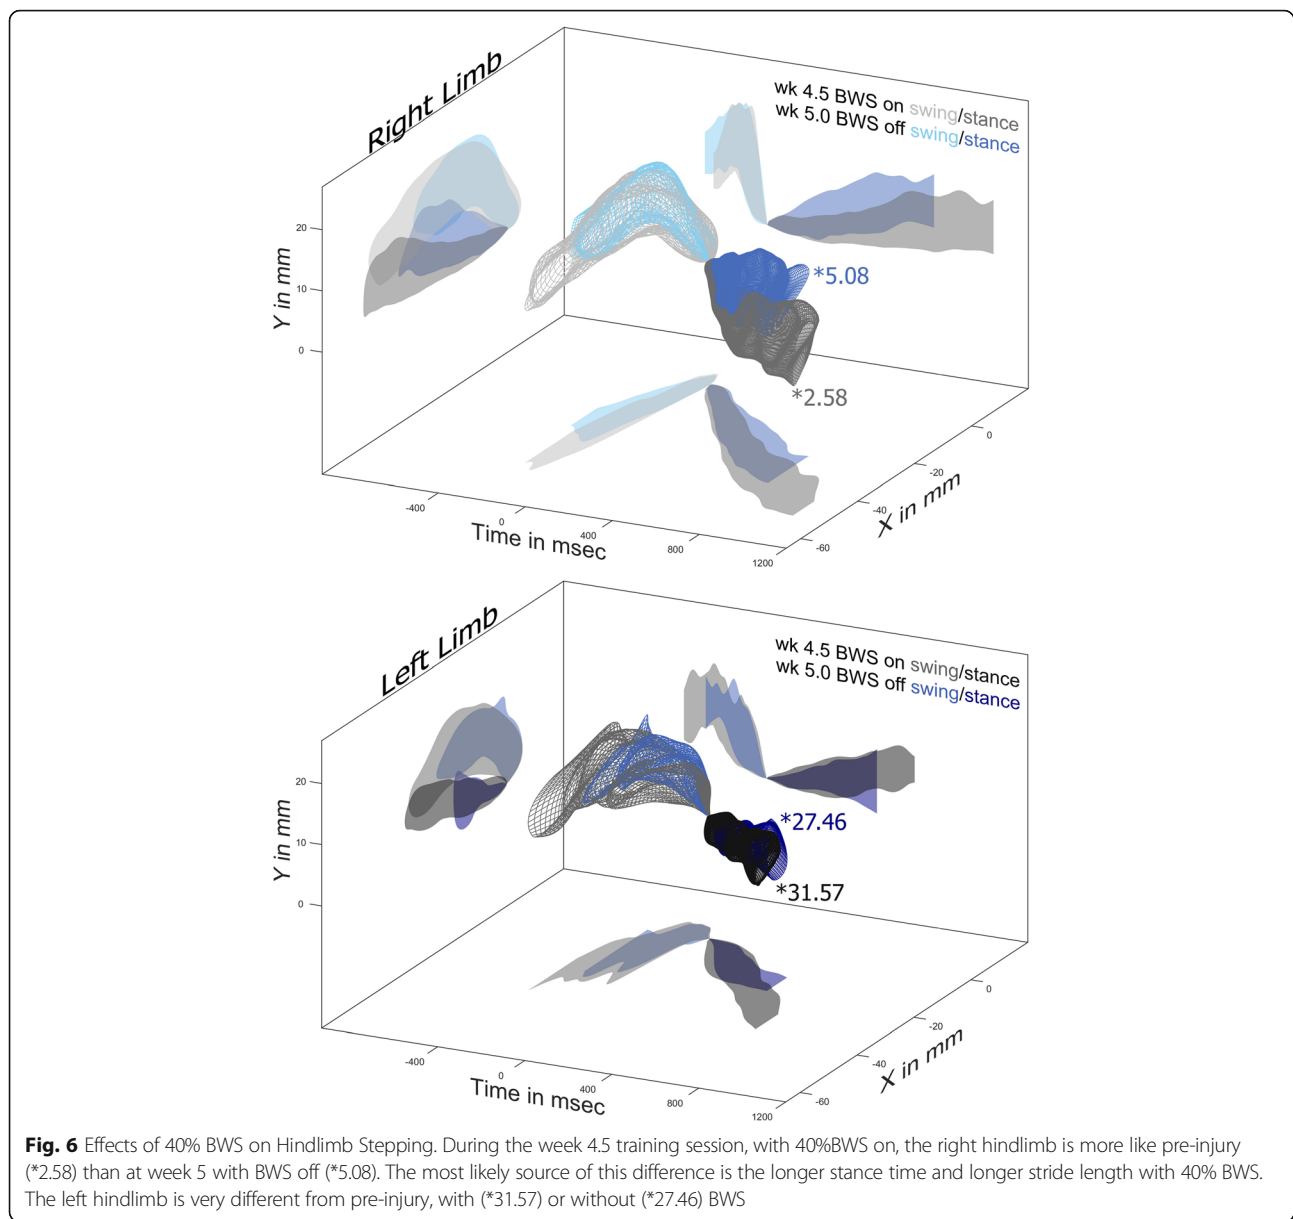 Right Limb
wk 4.5 BWS on swing/stance
wk 5.0 BWS off swing/stance
Y in mm
20
10
0
*5.08
*2.58
-400
0
400
800
1200
Time in msec
0
-20
-40
-60
X in mm
Left Limb
wk 4.5 BWS on swing/stance
wk 5.0 BWS off swing/stance
Y in mm
20
10
0
*27.46
*31.57
-400
0
400
800
1200
Time in msec
0
-20
-40
-60
X in mm
Fig. 6 Effects of 40% BWS on Hindlimb Stepping. During the week 4.5 training session, with 40%BWS on, the right hindlimb is more like pre-injury
(*2.58) than at week 5 with BWS off (*5.08). The most likely source of this difference is the longer stance time and longer stride length with 40% BWS.
The left hindlimb is very different from pre-injury, with (*31.57) or without (*27.46) BWS